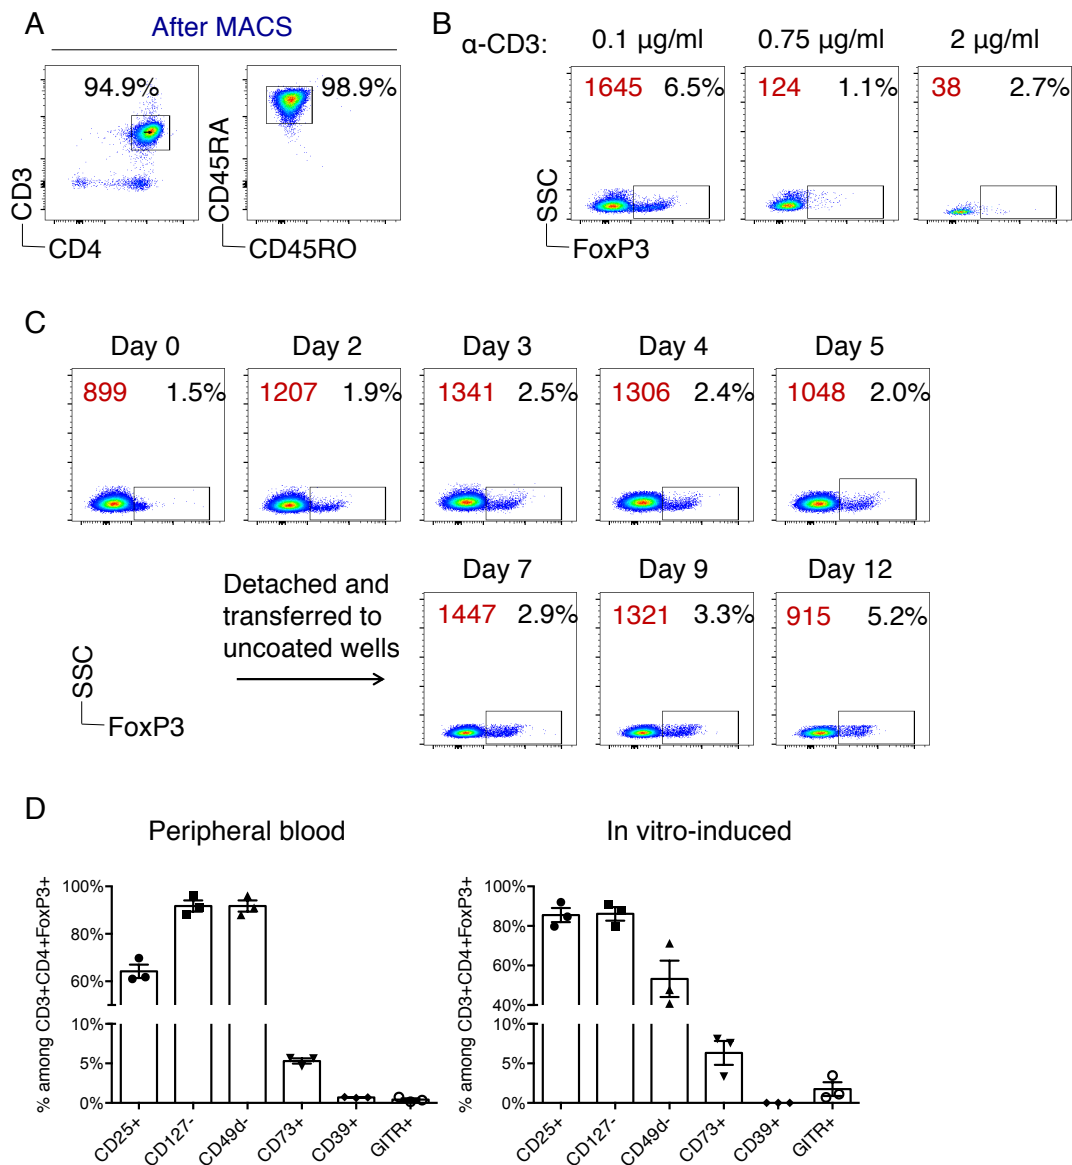 A
After MACS
94.9%
CD3
CD4
98.9%
CD45RA
CD45RO
B
α-CD3:
0.1 µg/ml
0.75 µg/ml
2 µg/ml
1645 6.5%
124 1.1%
38 2.7%
SSC
FoxP3
C
Day 0
Day 2
Day 3
Day 4
Day 5
899 1.5%
1207 1.9%
1341 2.5%
1306 2.4%
1048 2.0%
Detached and
transferred to
uncoated wells
Day 7
Day 9
Day 12
1447 2.9%
1321 3.3%
915 5.2%
SSC
FoxP3
D
Peripheral blood
% among CD3+CD4+FoxP3+
100%
80%
60%
10%
5%
0%
CD25+
CD127-
CD49d-
CD73+
CD39+
GITR+
In vitro-induced
% among CD3+CD4+FoxP3+
100%
80%
60%
40%
10%
5%
0%
CD25+
CD127-
CD49d-
CD73+
CD39+
GITR+